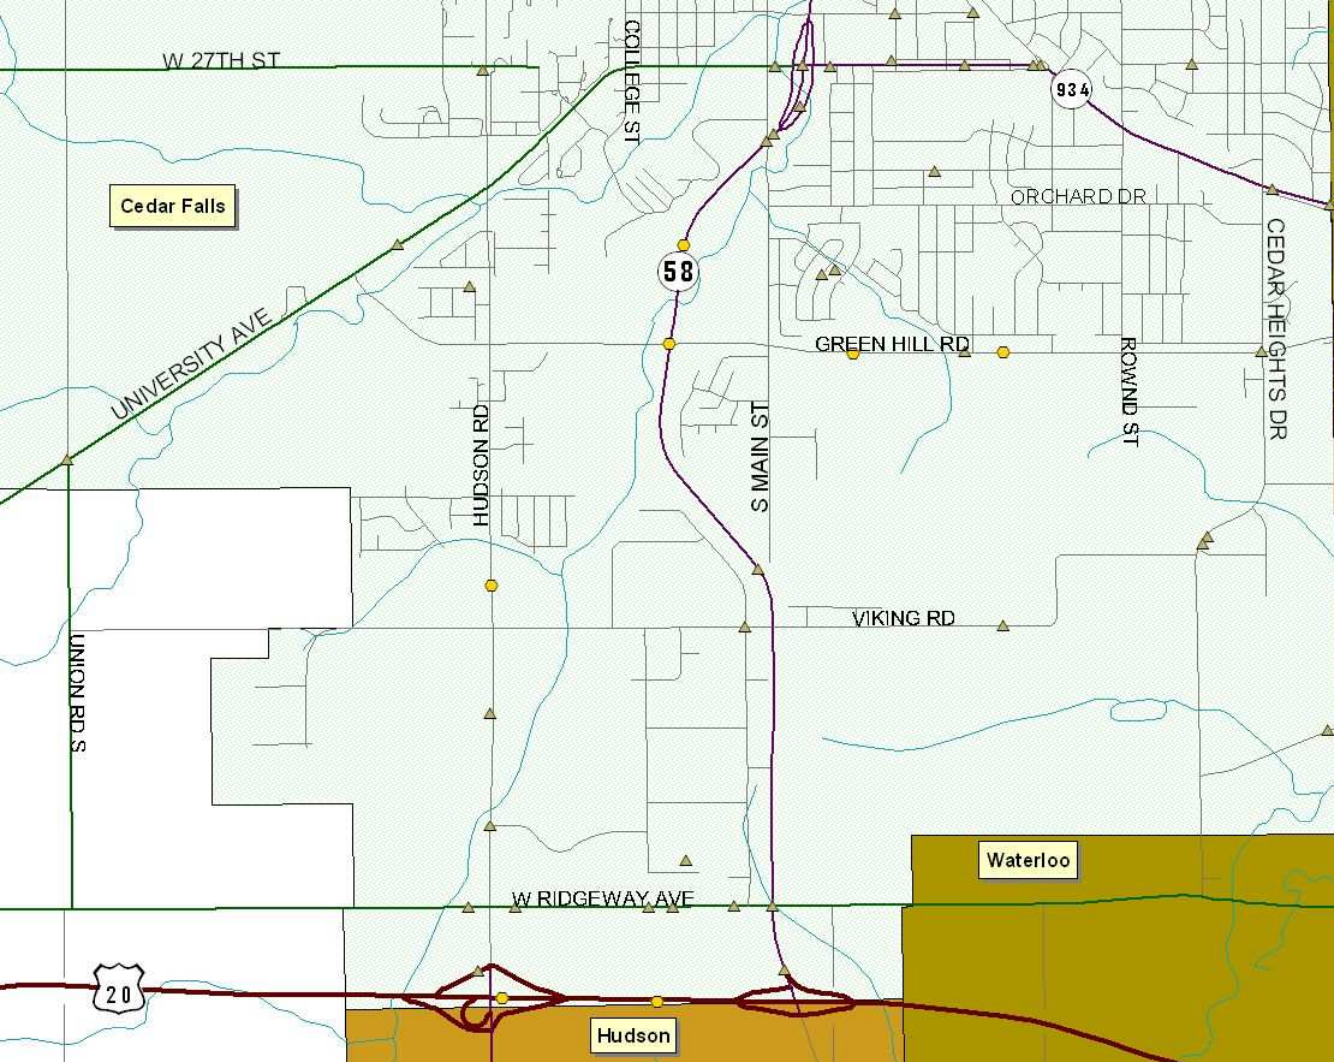 W 27TH ST
COLLEGE ST
934
Cedar Falls
ORCHARD DR
58
CEDAR HEIGHTS DR
UNIVERSITY AVE
GREEN HILL RD
ROWND ST
HUDSON RD
S MAIN ST
VIKING RD
UNION RD S
Waterloo
W RIDGEWAY AVE
20
Hudson